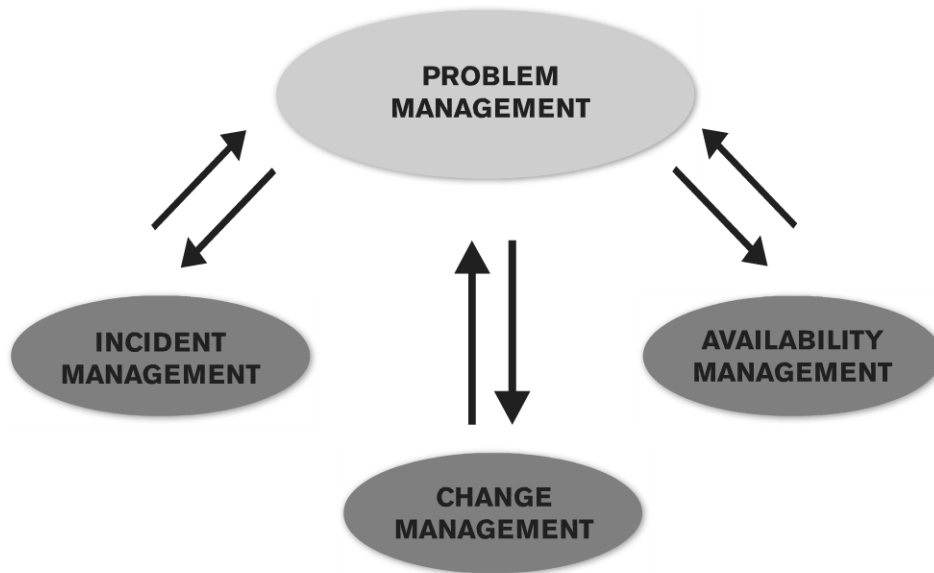 PROBLEM
MANAGEMENT
INCIDENT
MANAGEMENT
AVAILABILITY
MANAGEMENT
CHANGE
MANAGEMENT